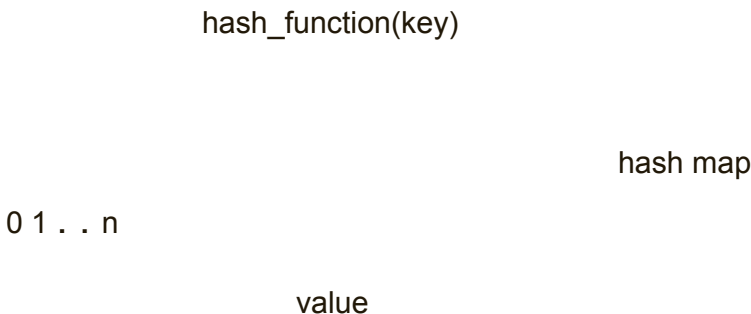 hash_function(key)
hash map
0 1 . . n
value